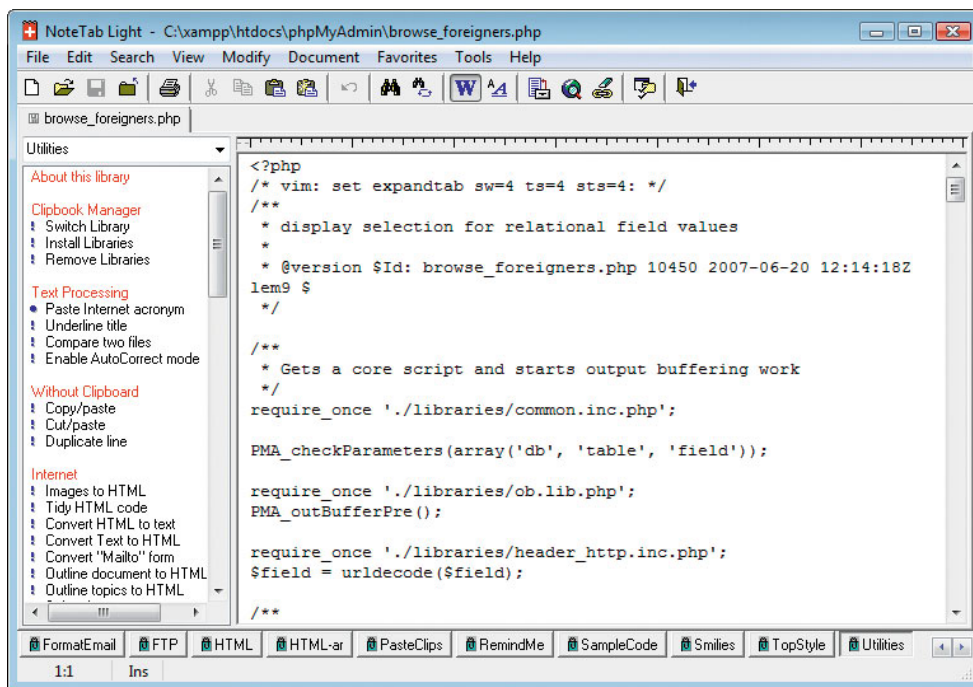 NoteTab Light - C:\xampp\htdocs\phpMyAdmin\browse_foreigners.php
File Edit Search View Modify Document Favorites Tools Help
W
browse_foreigners.php
Utilities
About this library
Clipbook Manager
Switch Library
Install Libraries
Remove Libraries
Text Processing
Paste Internet acronym
Underline title
Compare two files
Enable AutoCorrect mode
Without Clipboard
Copy/paste
Cut/paste
Duplicate line
Internet
Images to HTML
Tidy HTML code
Convert HTML to text
Convert Text to HTML
Convert "Mailto" form
Outline document to HTML
Outline topics to HTML
<?php
/* vim: set expandtab sw=4 ts=4 sts=4: */
/**
 * display selection for relational field values
 *
 * @version $Id: browse_foreigners.php 10450 2007-06-20 12:14:18Z
lem9 $
 */
/**
 * Gets a core script and starts output buffering work
 */
require_once './libraries/common.inc.php';
PMA_checkParameters(array('db', 'table', 'field'));
require_once './libraries/ob.lib.php';
PMA_outBufferPre();
require_once './libraries/header_http.inc.php';
$field = urldecode($field);
/**
FormatEmail FTP HTML HTML-ar PasteClips RemindMe SampleCode Smilies TopStyle Utilities
1:1 Ins